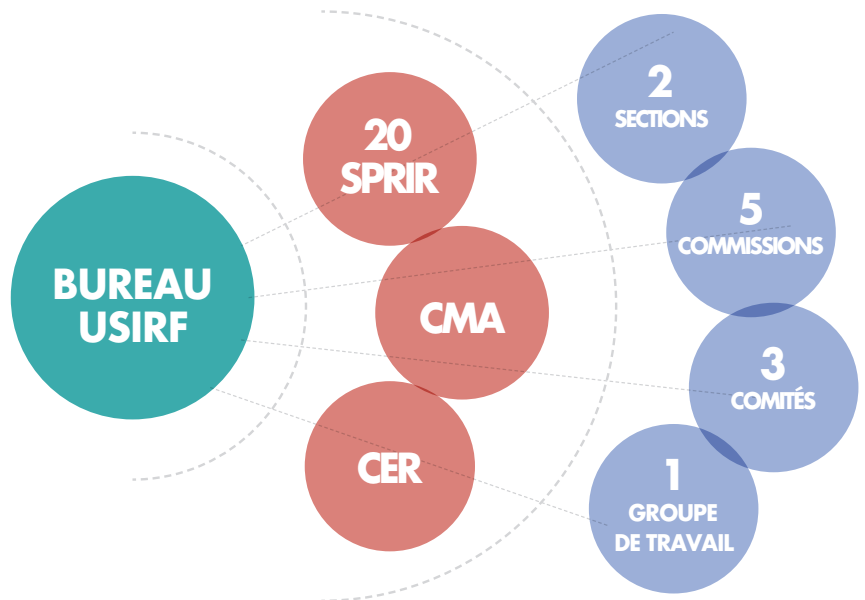 BUREAU
USIRF
20
SPRIR
CMA
CER
2
SECTIONS
5
COMMISSIONS
3
COMITÉS
1
GROUPE
DE TRAVAIL